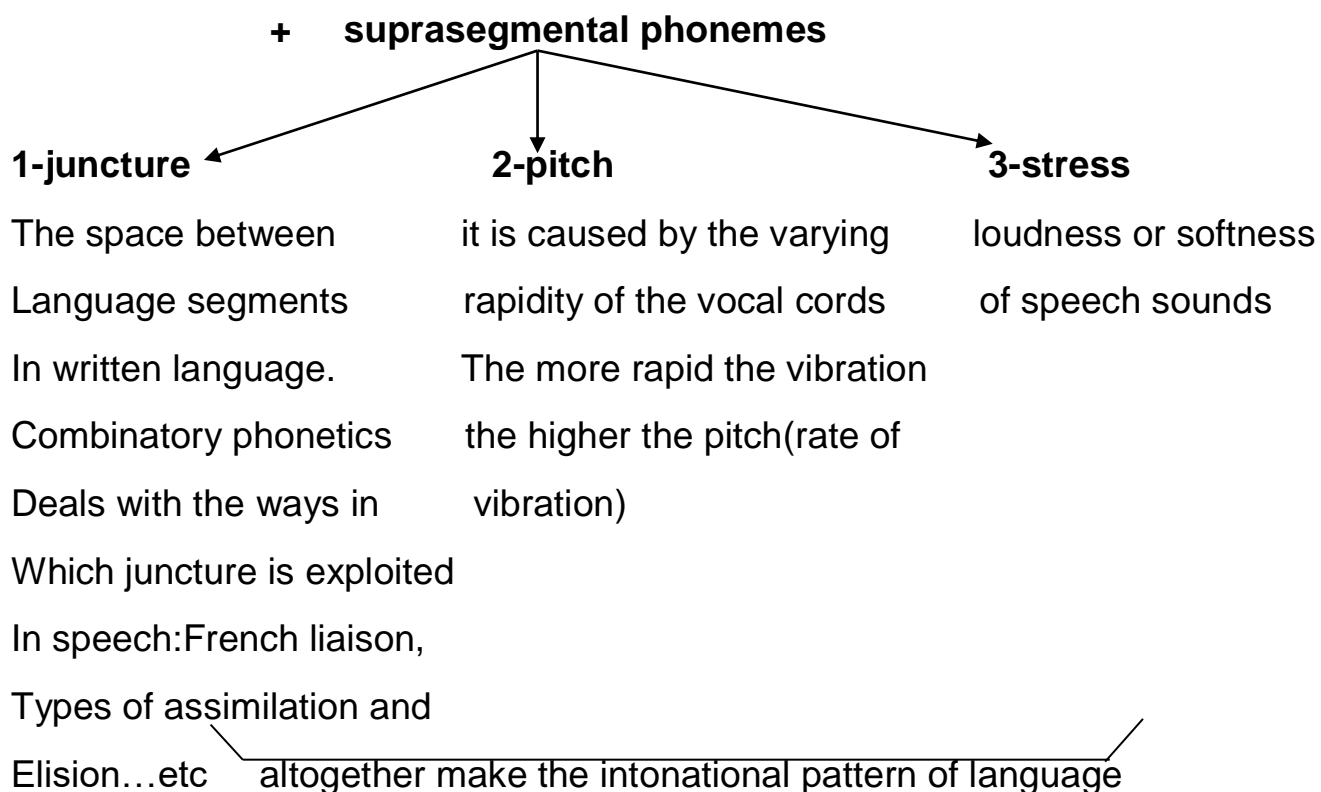 + suprasegmental phonemes
1-juncture 2-pitch 3-stress
The space between it is caused by the varying loudness or softness
Language segments rapidity of the vocal cords of speech sounds
In written language. The more rapid the vibration
Combinatory phonetics the higher the pitch(rate of
Deals with the ways in vibration)
Which juncture is exploited
In speech:French liaison,
Types of assimilation and
Elision…etc altogether make the intonational pattern of language